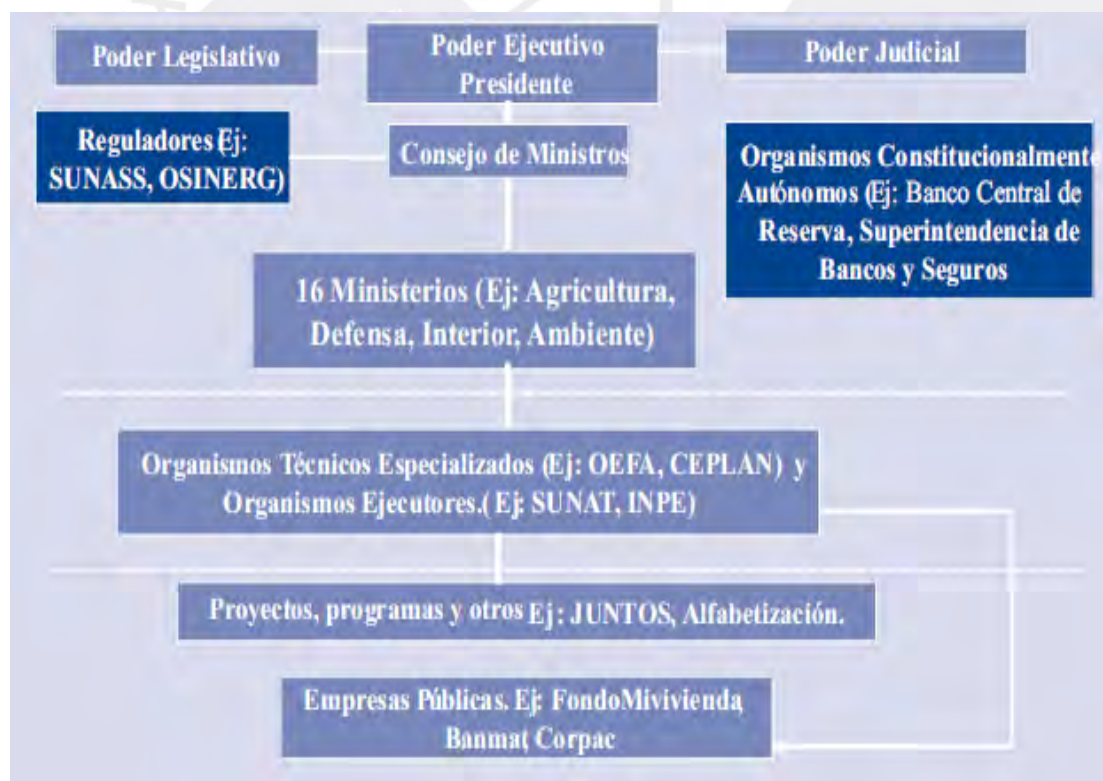 Poder Legislativo
Poder Ejecutivo
Presidente
Poder Judicial
Reguladores Ej:
SUNASS, OSINERG)
Consejo de Ministros
Organismos Constitucionalmente
Autónomos (Ej: Banco Central de
Reserva, Superintendencia de
Bancos y Seguros
16 Ministerios (Ej: Agricultura,
Defensa, Interior, Ambiente)
Organismos Técnicos Especializados (Ej: OEFA, CEPLAN) y
Organismos Ejecutores.( Ej: SUNAT, INPE)
Proyectos, programas y otros Ej: JUNTOS, Alfabetización.
Empresas Públicas. Ej: FondoMivivienda,
Banmat, Corpac